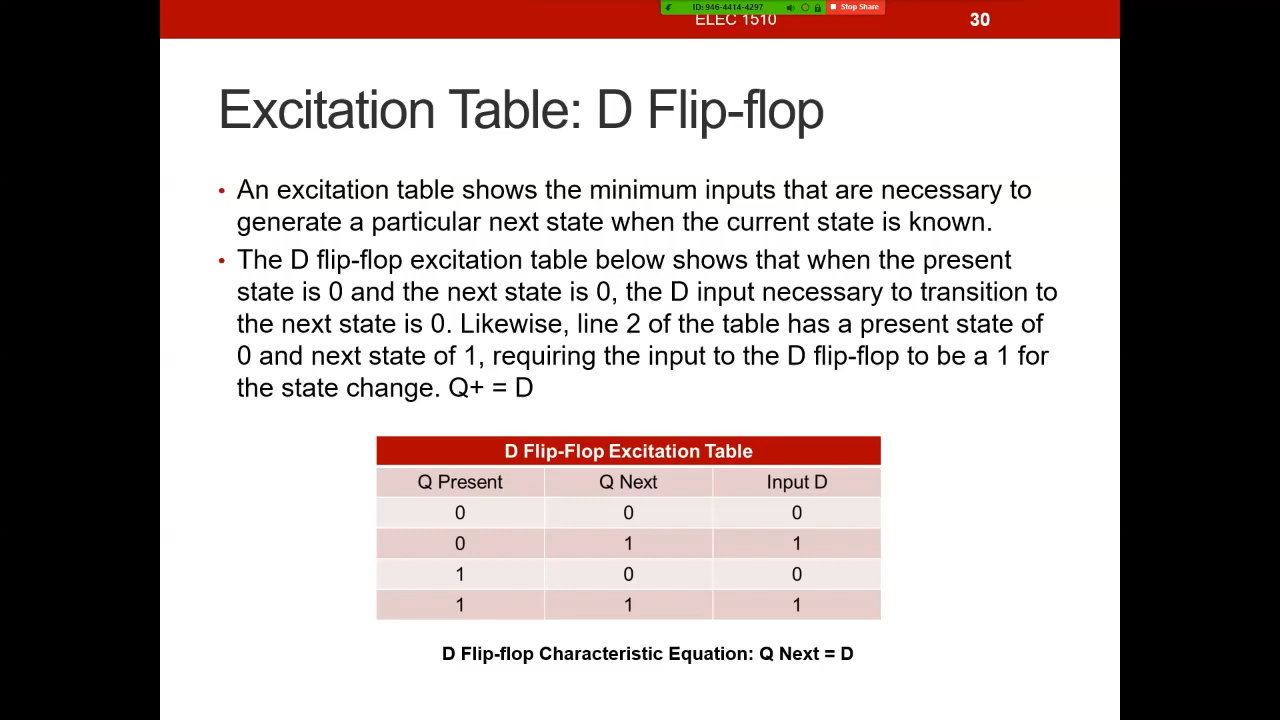 ID: 946-4414-4297
Stop Share
ELEC 1510
30
Excitation Table: D Flip-flop
• An excitation table shows the minimum inputs that are necessary to
generate a particular next state when the current state is known.
• The D flip-flop excitation table below shows that when the present
state is 0 and the next state is 0, the D input necessary to transition to
the next state is 0. Likewise, line 2 of the table has a present state of
0 and next state of 1, requiring the input to the D flip-flop to be a 1 for
the state change. Q+ = D
D Flip-Flop Excitation Table
Q Present Q Next Input D
0 0 0
0 1 1
1 0 0
1 1 1
D Flip-flop Characteristic Equation: Q Next = D